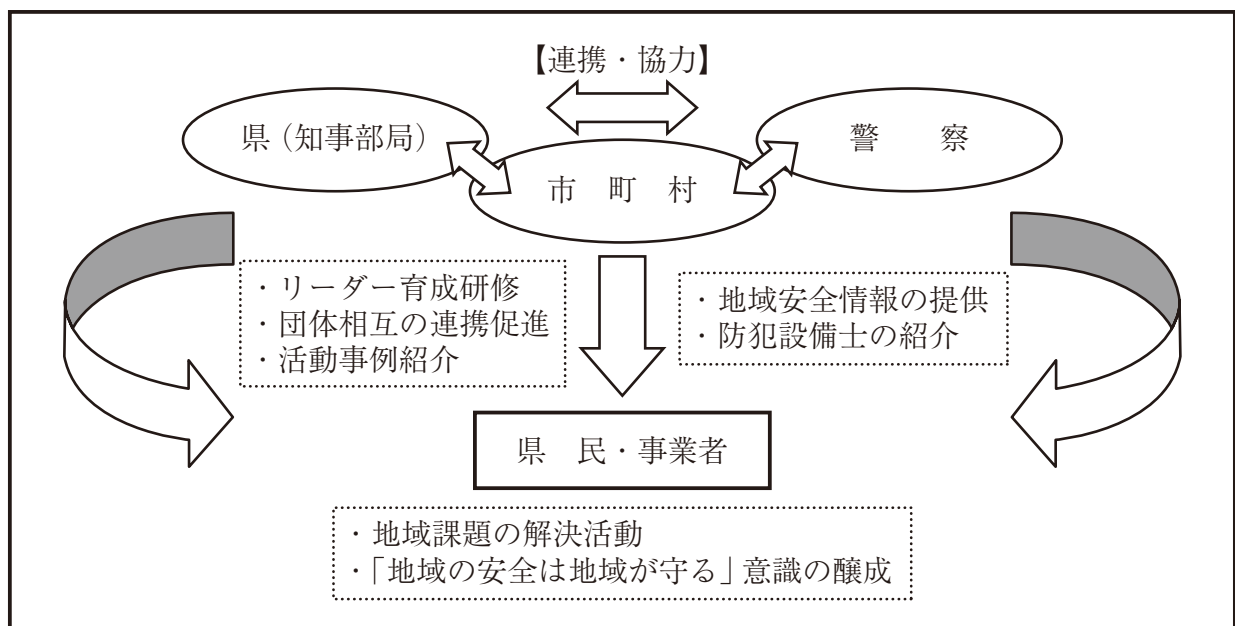 【連携・協力】
県（知事部局）
警　察
市　町　村
・リーダー育成研修
・団体相互の連携促進
・活動事例紹介
・地域安全情報の提供
・防犯設備士の紹介
県　民・事業者
・地域課題の解決活動
・「地域の安全は地域が守る」意識の醸成